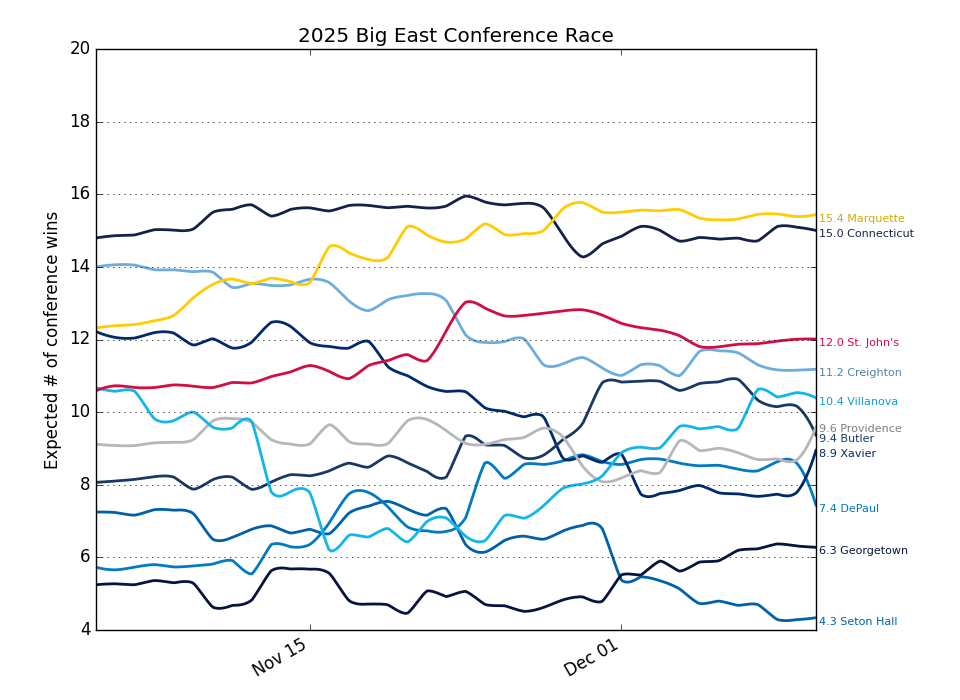 2025 Big East Conference Race
Expected # of conference wins
20
18
16
14
12
10
8
6
4
Nov 15
Dec 01
15.4 Marquette
15.0 Connecticut
12.0 St. John's
11.2 Creighton
10.4 Villanova
9.6 Providence
9.4 Butler
8.9 Xavier
7.4 DePaul
6.3 Georgetown
4.3 Seton Hall